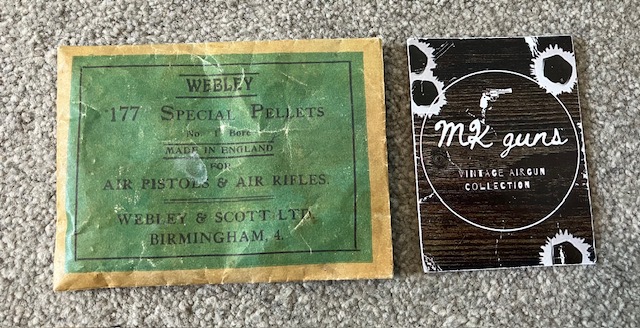 WEBLEY
·177 SPECIAL PELLETS
No. 1 Bore
MADE IN ENGLAND
FOR
AIR PISTOLS & AIR RIFLES.
WEBLEY & SCOTT LTD.
BIRMINGHAM, 4.
MK guns
VINTAGE AIRGUN
COLLECTION